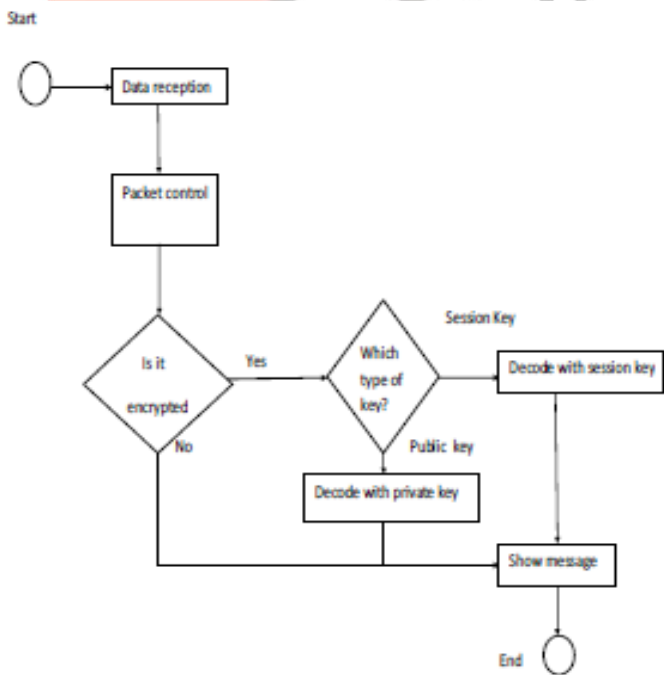 Start
Data reception
Packet control
Is it
encrypted
Yes
No
Which
type of
key?
Session Key
Decode with session key
Public key
Decode with private key
Show message
End